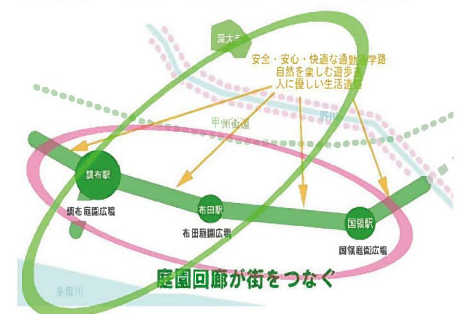 深大寺
安全・安心・快適な通勤通学路
自然を楽しむ遊歩道
人に優しい生活道路
甲州街道
野川
調布駅
調布庭園広場
布田駅
布田庭園広場
国領駅
国領庭園広場
庭園回廊が街をつなぐ
多摩川